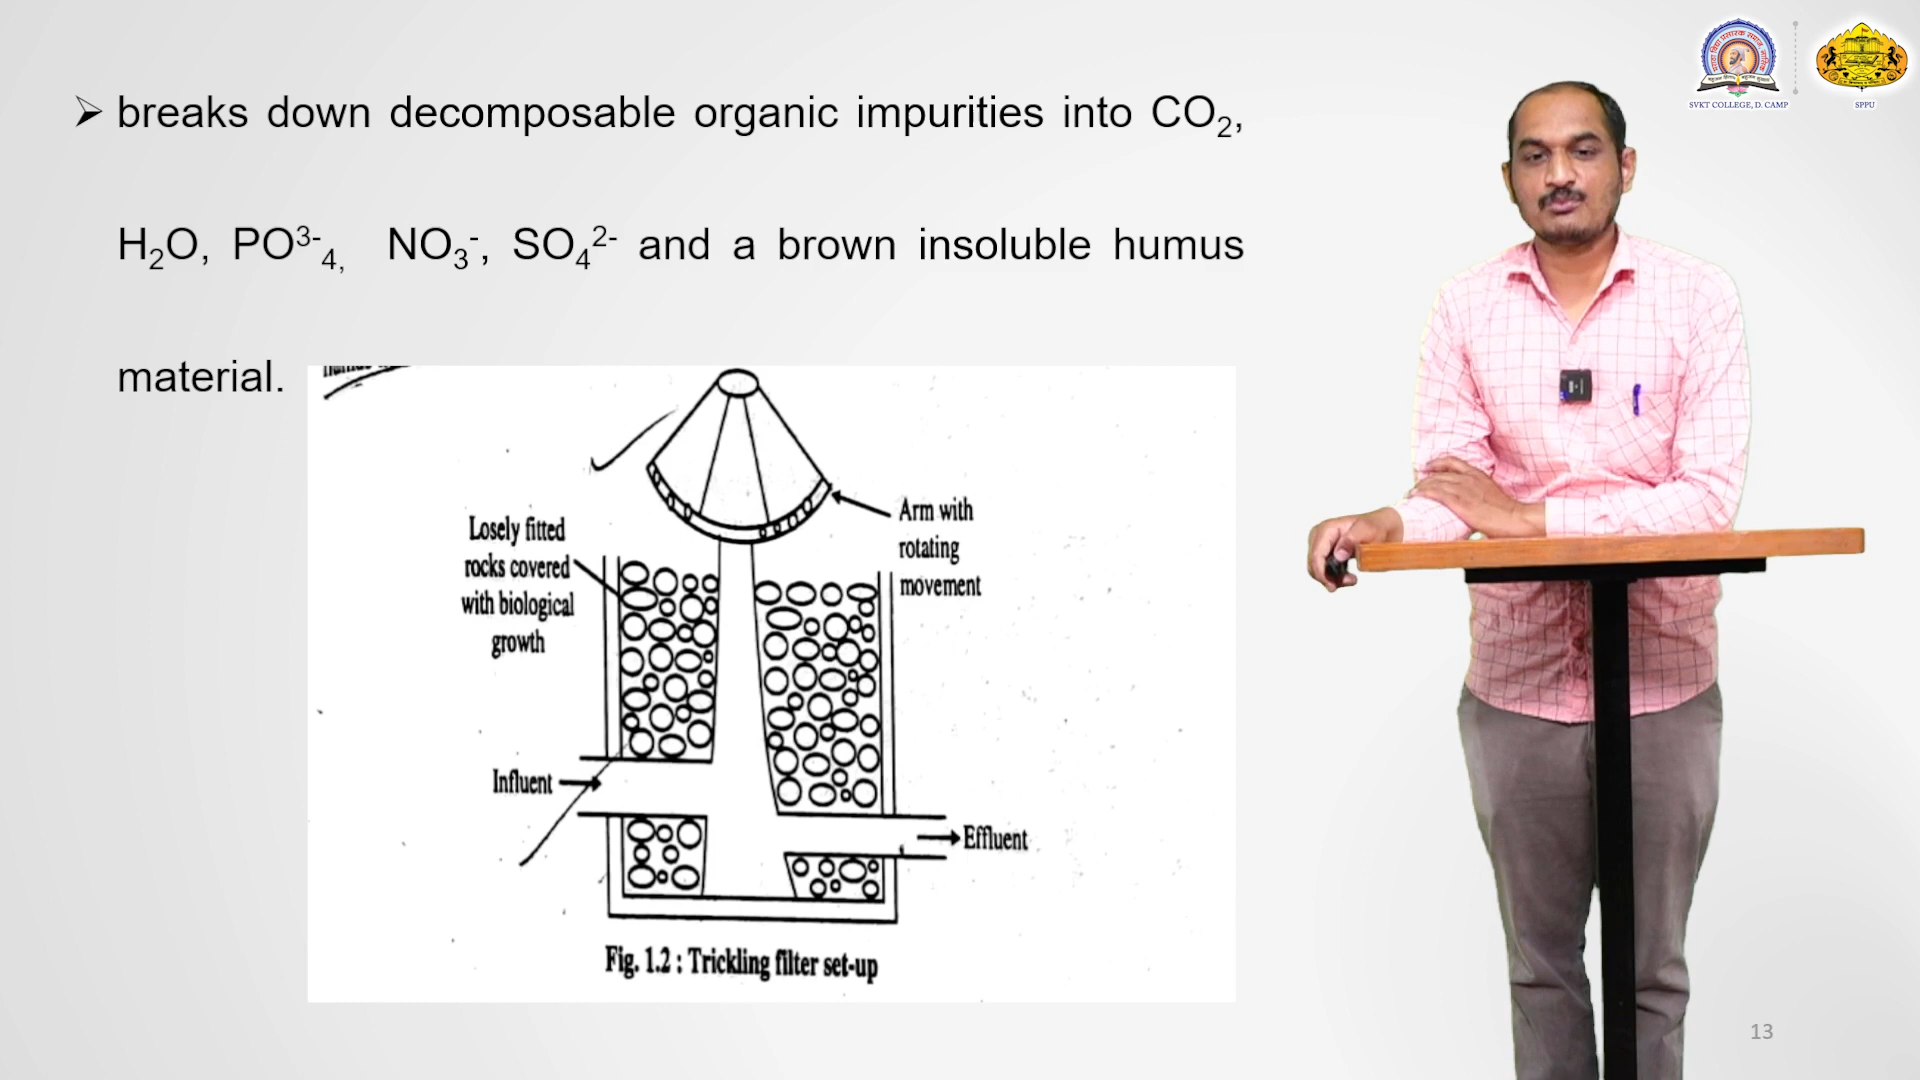 ➢ breaks down decomposable organic impurities into CO₂,
H₂O, PO³⁻₄, NO₃⁻, SO₄²⁻ and a brown insoluble humus
material.
Losely fitted
rocks covered
with biological
growth
Arm with
rotating
movement
Influent
Effluent
Fig. 1.2 : Trickling filter set-up
SVKT COLLEGE, D. CAMP
SPPU
13